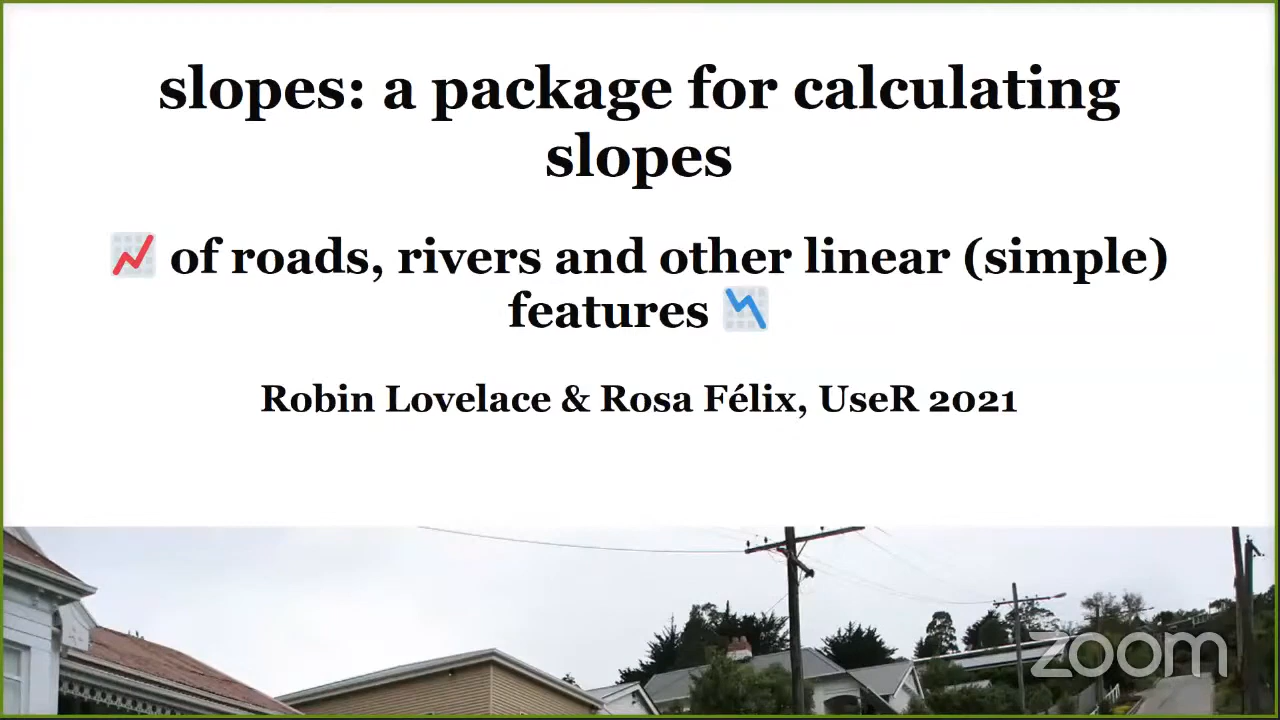 slopes: a package for calculating
slopes
📈 of roads, rivers and other linear (simple)
features 📉
Robin Lovelace & Rosa Félix, UseR 2021
zoom